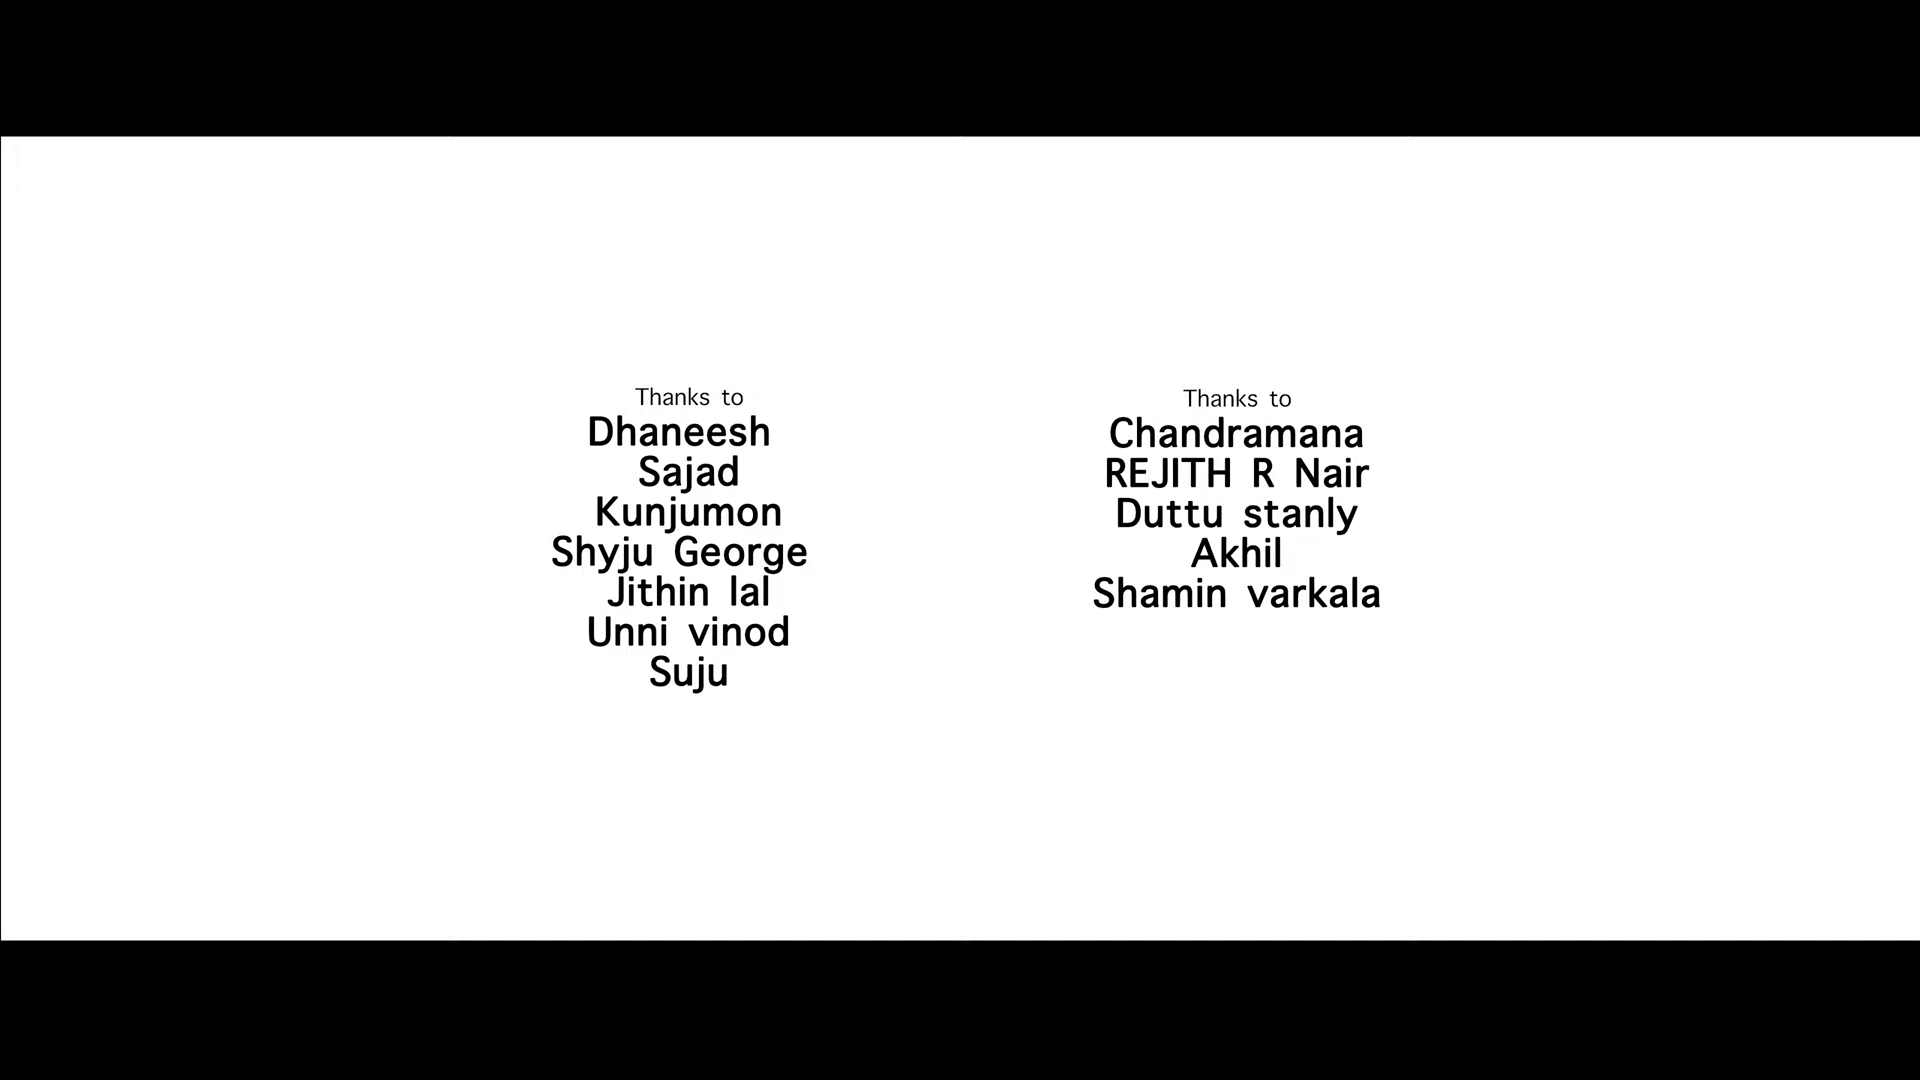 Thanks to
Dhaneesh
Sajad
Kunjumon
Shyju George
Jithin lal
Unni vinod
Suju
Thanks to
Chandramana
REJITH R Nair
Duttu stanly
Akhil
Shamin varkala